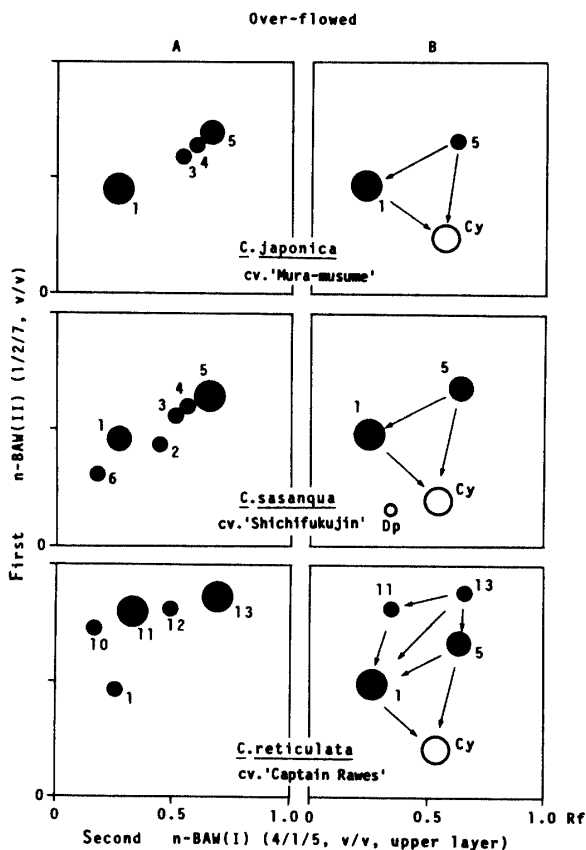 Over-flowed
A B
5
4
3
1
0
5
1
Cy
C.japonica
cv.'Mura-musume'
First n-BAW(II) (1/2/7, v/v)
5
4
3
1
2
6
0
5
1
Cy
Dp
C.sasanqua
cv.'Shichifukujin'
10
11
12
13
1
0
11
13
5
1
Cy
C.reticulata
cv.'Captain Rawes'
0 0.5 1.0 0.5 1.0 Rf
Second n-BAW(I) (4/1/5, v/v, upper layer)